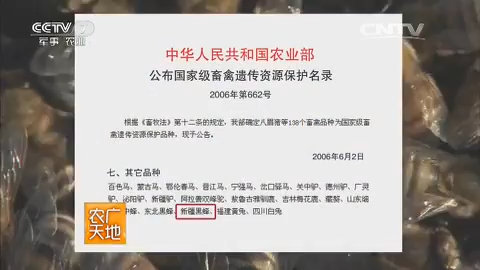 CCTV 7
军事·农业
CNTV
中华人民共和国农业部
公布国家级畜禽遗传资源保护名录
2006年第662号
根据《畜牧法》第十二条的规定，我部确定八眉猪等138个畜禽品种为国家级畜
禽遗传资源保护品种，现予公告。
2006年6月2日
七、其它品种
百色马、蒙古马、鄂伦春马、晋江马、宁强马、岔口驿马、关中驴、德州驴、广灵
驴、泌阳驴、新疆驴、阿拉善双峰驼、敖鲁古雅驯鹿、吉林梅花鹿、藏獒、山东细
中蜂、东北黑蜂、新疆黑蜂、福建黄兔、四川白兔
农广
天地